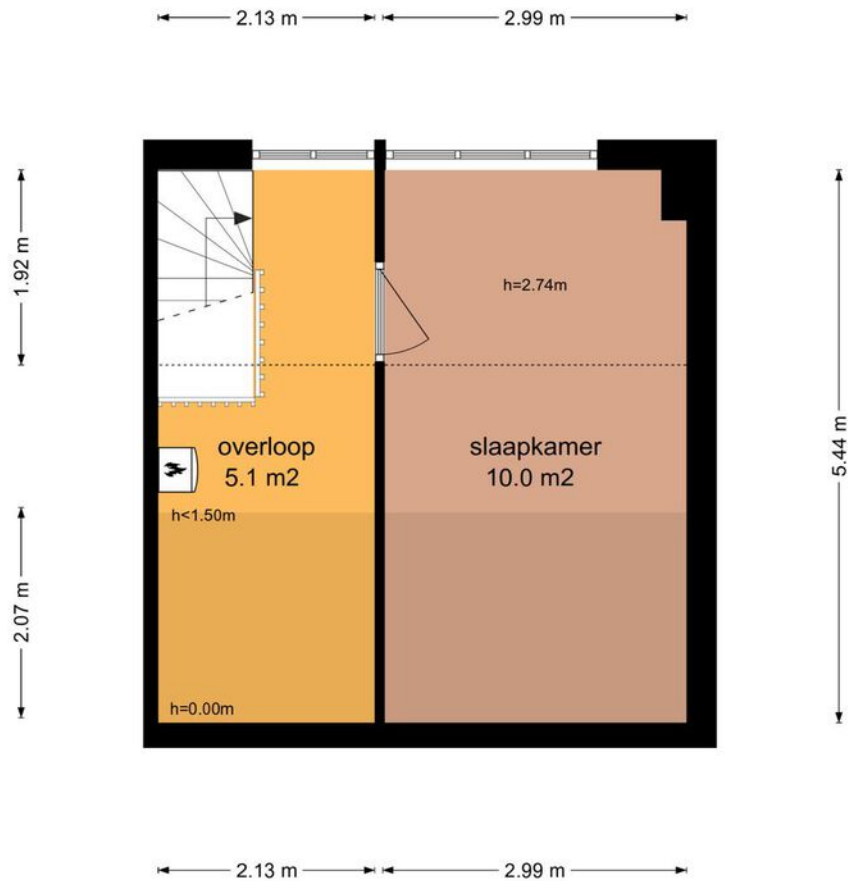 2.13 m
2.99 m
1.92 m
h=2.74m
overloop
5.1 m2
slaapkamer
10.0 m2
5.44 m
h<1.50m
2.07 m
h=0.00m
2.13 m
2.99 m